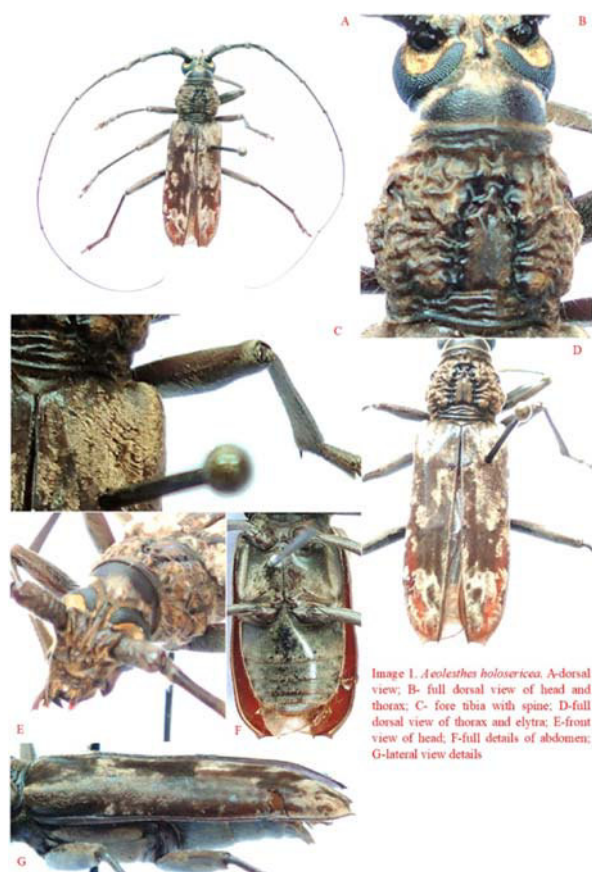 A
B
C
D
E
F
Image 1. Aeolesthes holosericea. A-dorsal
view; B- full dorsal view of head and
thorax; C- fore tibia with spine; D-full
dorsal view of thorax and elytra; E-front
view of head; F-full details of abdomen;
G-lateral view details
G